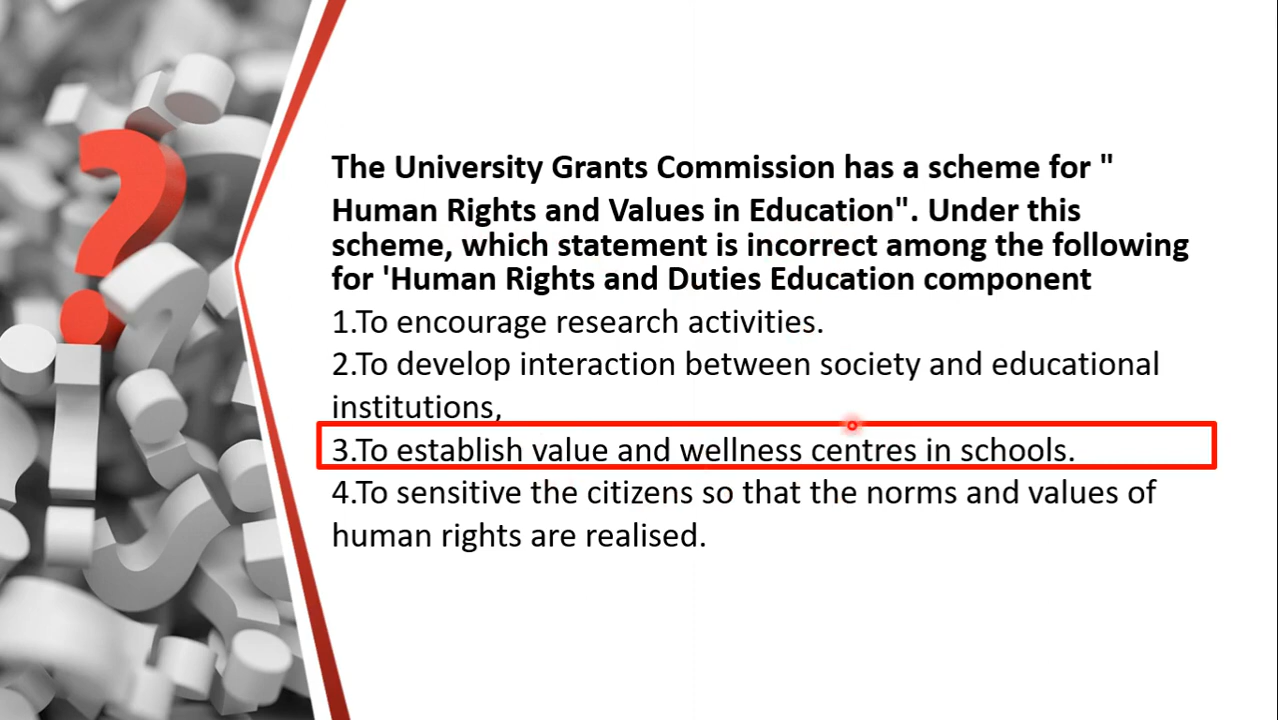 The University Grants Commission has a scheme for "
Human Rights and Values in Education". Under this
scheme, which statement is incorrect among the following
for 'Human Rights and Duties Education component
1.To encourage research activities.
2.To develop interaction between society and educational
institutions,
3.To establish value and wellness centres in schools.
4.To sensitive the citizens so that the norms and values of
human rights are realised.